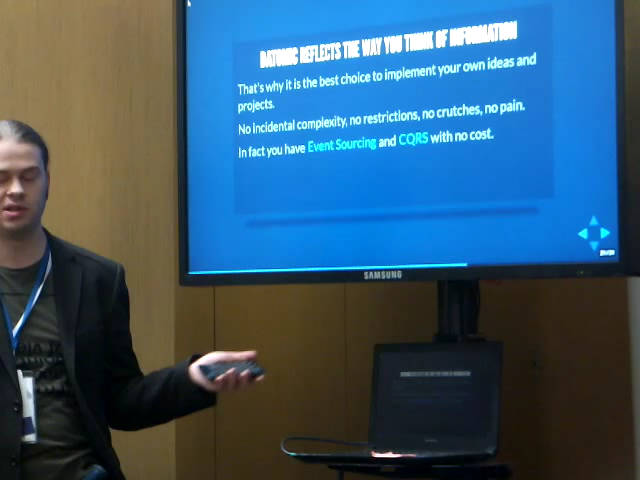 DATOMIC REFLECTS THE WAY YOU THINK OF INFORMATION
That's why it is the best choice to implement your own ideas and
projects.
No incidental complexity, no restrictions, no crutches, no pain.
In fact you have Event Sourcing and CQRS with no cost.
SAMSUNG